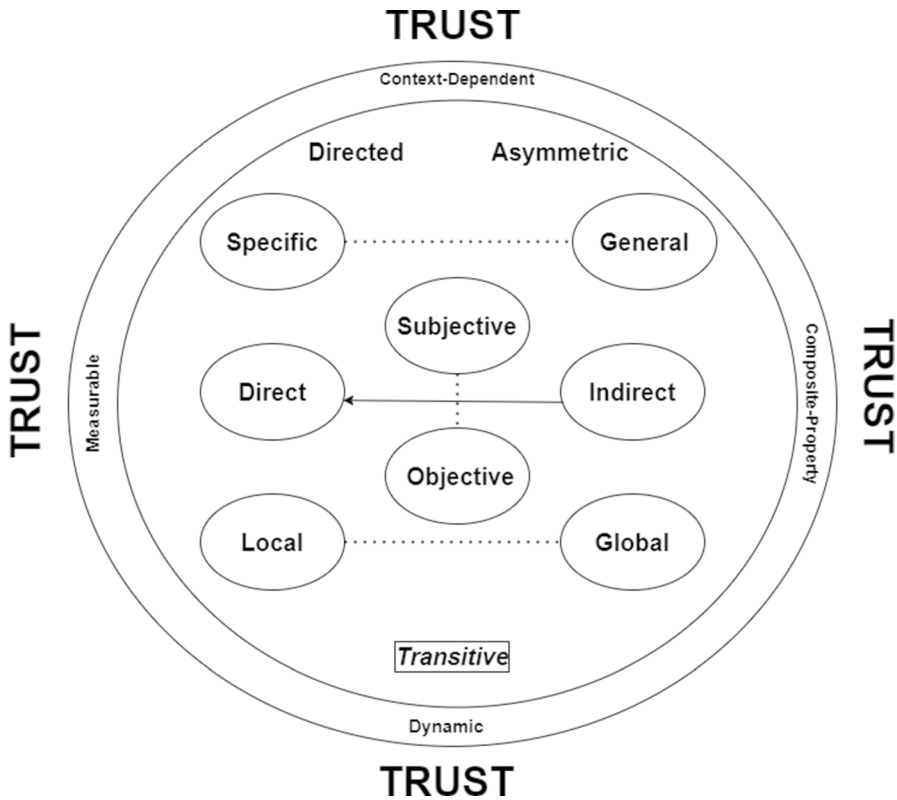 TRUST
Context-Dependent
Directed
Asymmetric
Specific
General
Subjective
TRUST
Measurable
Direct
Indirect
Composite-Property
TRUST
Objective
Local
Global
Transitive
Dynamic
TRUST